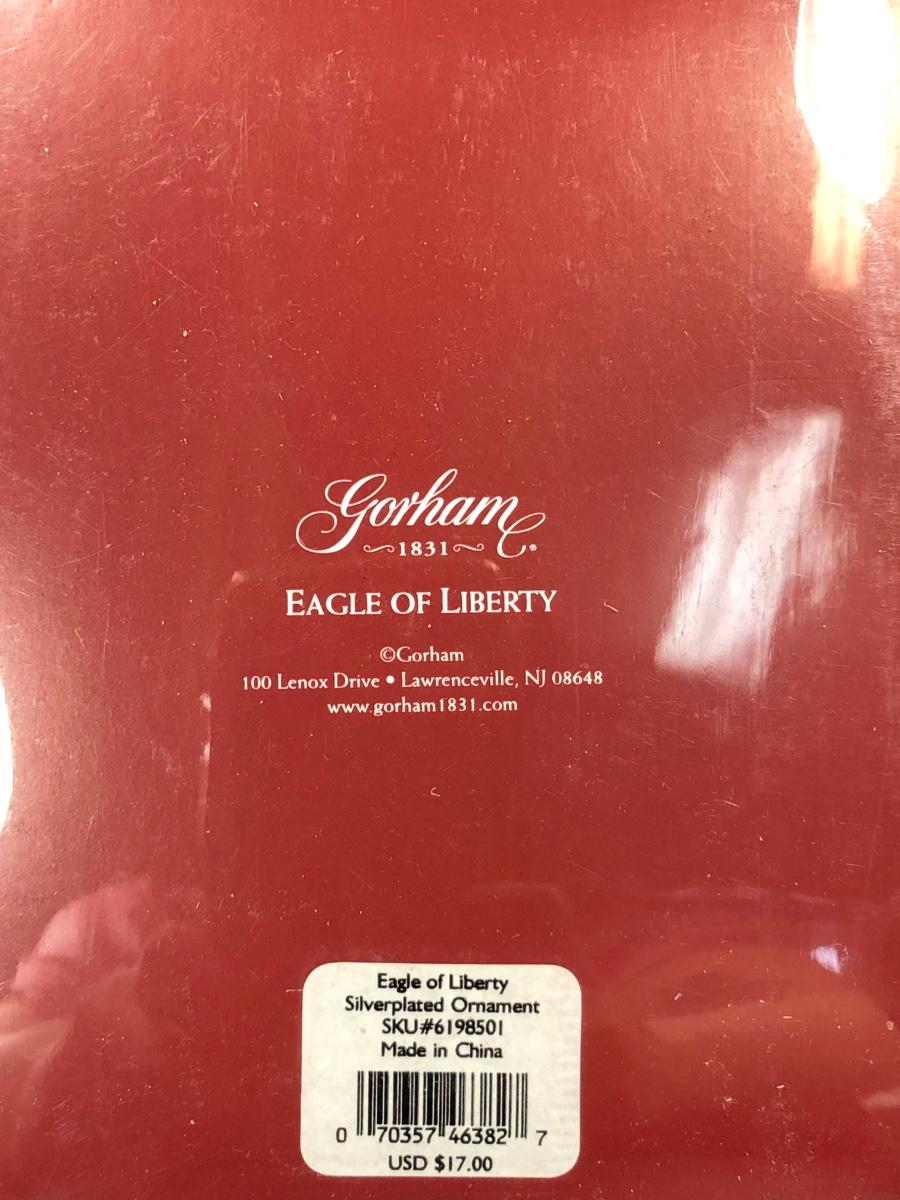 Gorham
1831
EAGLE OF LIBERTY
©Gorham
100 Lenox Drive • Lawrenceville, NJ 08648
www.gorham1831.com
Eagle of Liberty
Silverplated Ornament
SKU#6198501
Made in China
0 70357 46382 7
USD $17.00